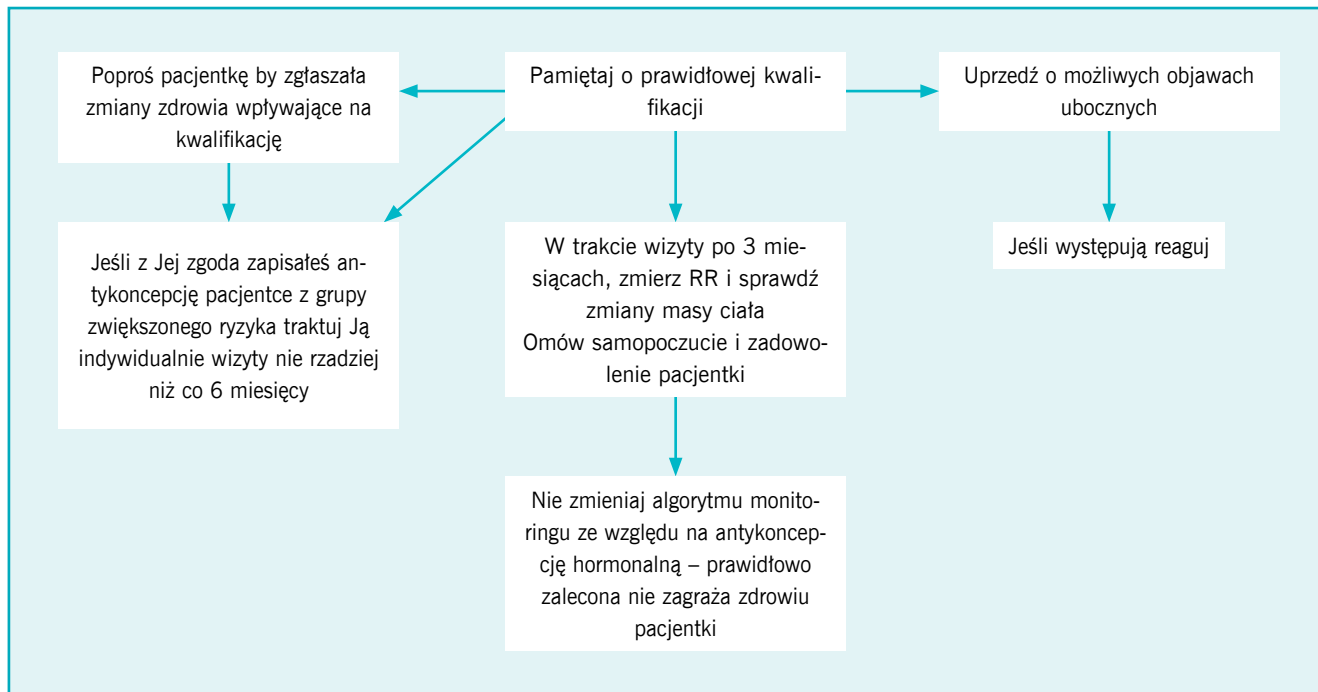 Poproś pacjentkę by zgłaszała
zmiany zdrowia wpływające na
kwalifikację
Pamiętaj o prawidłowej kwali-
fikacji
Uprzedź o możliwych objawach
ubocznych
Jeśli z Jej zgoda zapisałeś an-
tykoncepcję pacjentce z grupy
zwiększonego ryzyka traktuj Ją
indywidualnie wizyty nie rzadziej
niż co 6 miesięcy
W trakcie wizyty po 3 mie-
siącach, zmierz RR i sprawdź
zmiany masy ciała
Omów samopoczucie i zadowo-
lenie pacjentki
Jeśli występują reaguj
Nie zmieniaj algorytmu monito-
ringu ze względu na antykoncep-
cję hormonalną – prawidłowo
zalecona nie zagraża zdrowiu
pacjentki